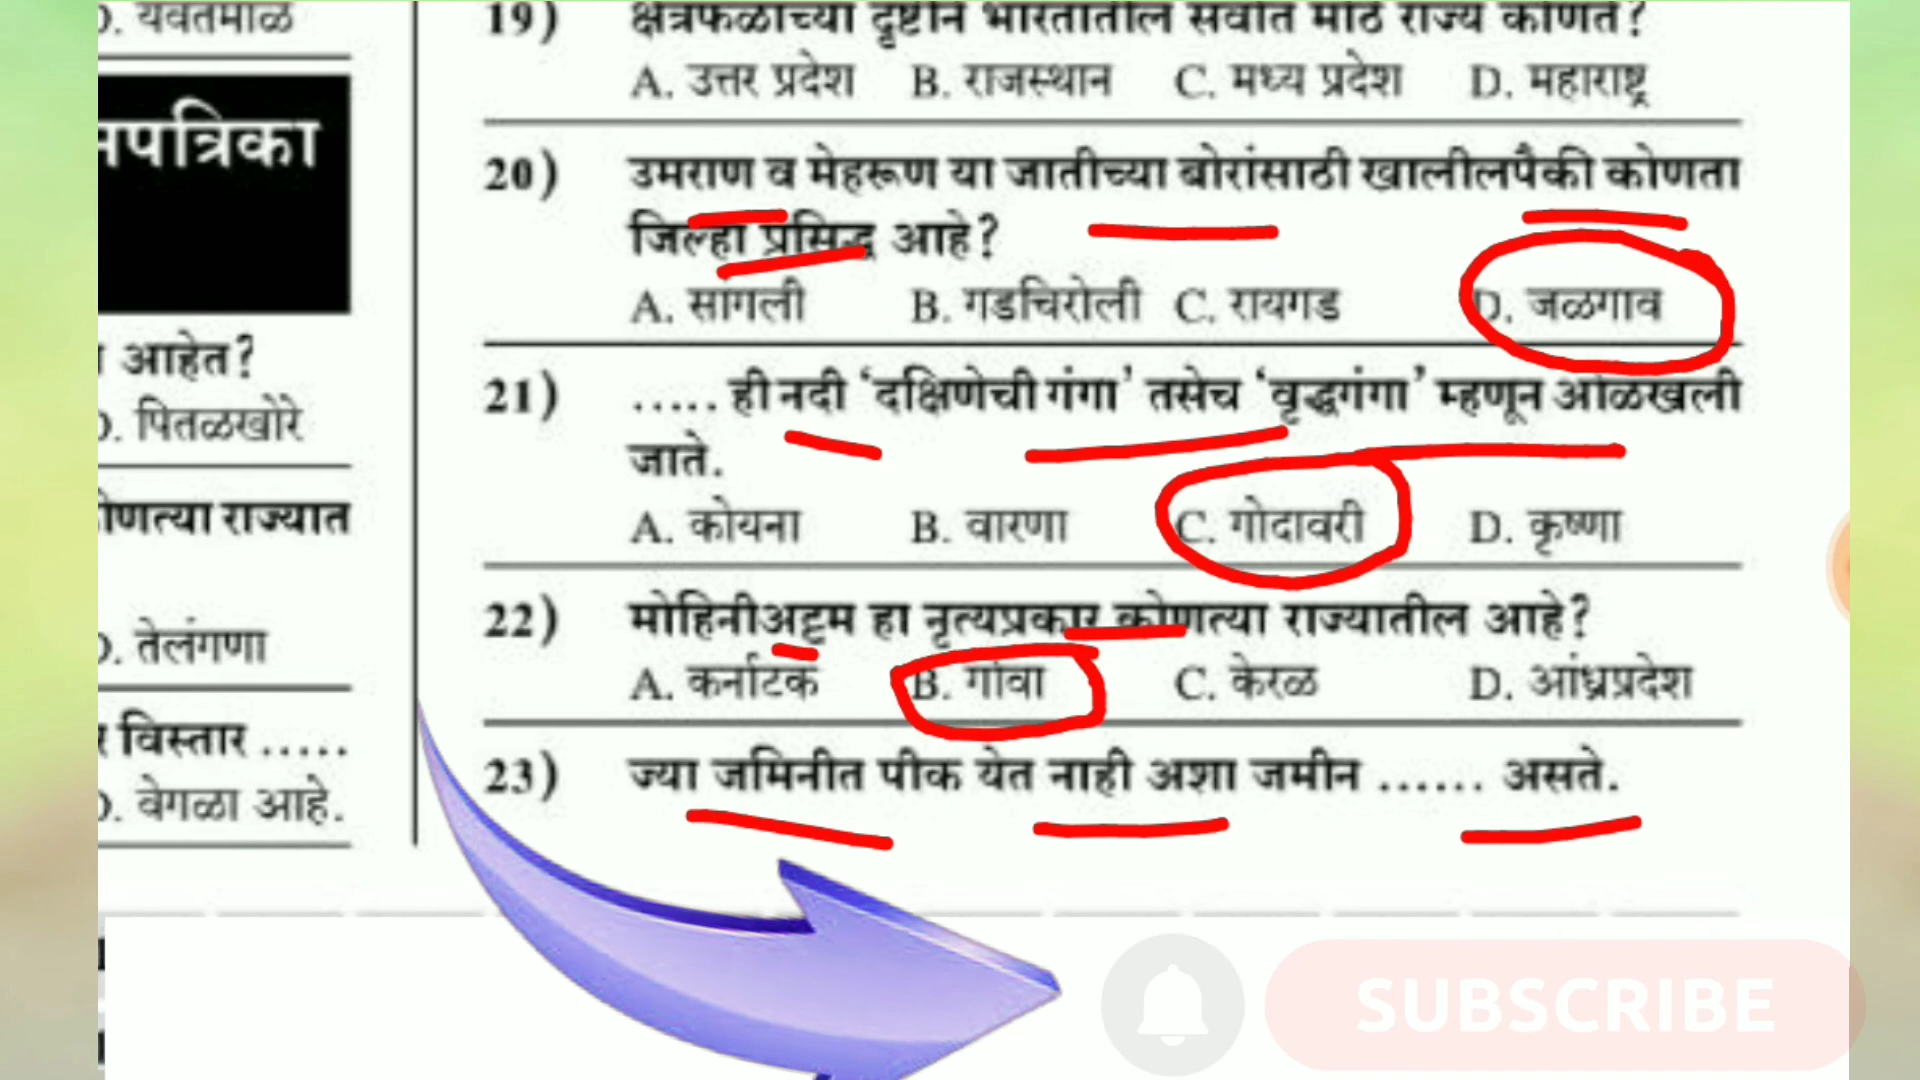 D. यवतमाळ
नपत्रिका
आहेत?
D. पितळखोरे
ोणत्या राज्यात
D. तेलंगणा
र विस्तार .....
D. वेगळा आहे.
19) क्षेत्रफळाच्या दृष्टीने भारतातील सर्वात मोठे राज्य कोणते?
A. उत्तर प्रदेश B. राजस्थान C. मध्य प्रदेश D. महाराष्ट्र
20) उमराण व मेहरूण या जातीच्या बोरांसाठी खालीलपैकी कोणता
जिल्हा प्रसिद्ध आहे?
A. सांगली B. गडचिरोली C. रायगड D. जळगाव
21) ..... ही नदी ‘दक्षिणेची गंगा’ तसेच ‘वृद्धगंगा’ म्हणून ओळखली
जाते.
A. कोयना B. वारणा C. गोदावरी D. कृष्णा
22) मोहिनीअट्टम हा नृत्यप्रकार कोणत्या राज्यातील आहे?
A. कर्नाटक B. गोवा C. केरळ D. आंध्रप्रदेश
23) ज्या जमिनीत पीक येत नाही अशा जमीन ...... असते.
SUBSCRIBE